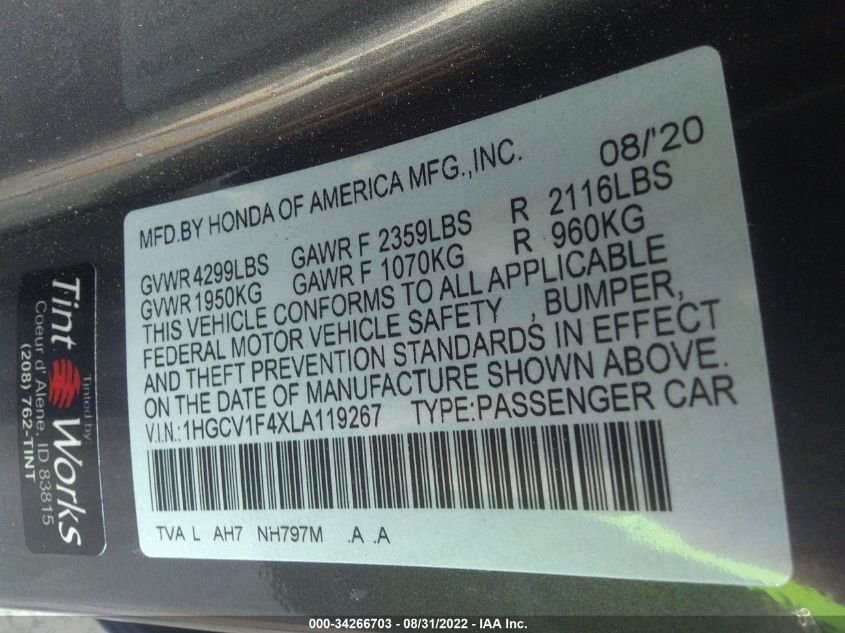 MFD.BY HONDA OF AMERICA MFG.,INC. 08/'20
GVWR 4299LBS GAWR F 2359LBS R 2116LBS
GVWR 1950KG GAWR F 1070KG R 960KG
THIS VEHICLE CONFORMS TO ALL APPLICABLE
FEDERAL MOTOR VEHICLE SAFETY , BUMPER,
AND THEFT PREVENTION STANDARDS IN EFFECT
ON THE DATE OF MANUFACTURE SHOWN ABOVE.
V.I.N.:1HGCV1F4XLA119267 TYPE:PASSENGER CAR
TVA L AH7 NH797M .A .A
Tinted by:
Tint Works
Coeur d' Alene, ID 83815
(208) 762-TINT
000-34266703 - 08/31/2022 - IAA Inc.